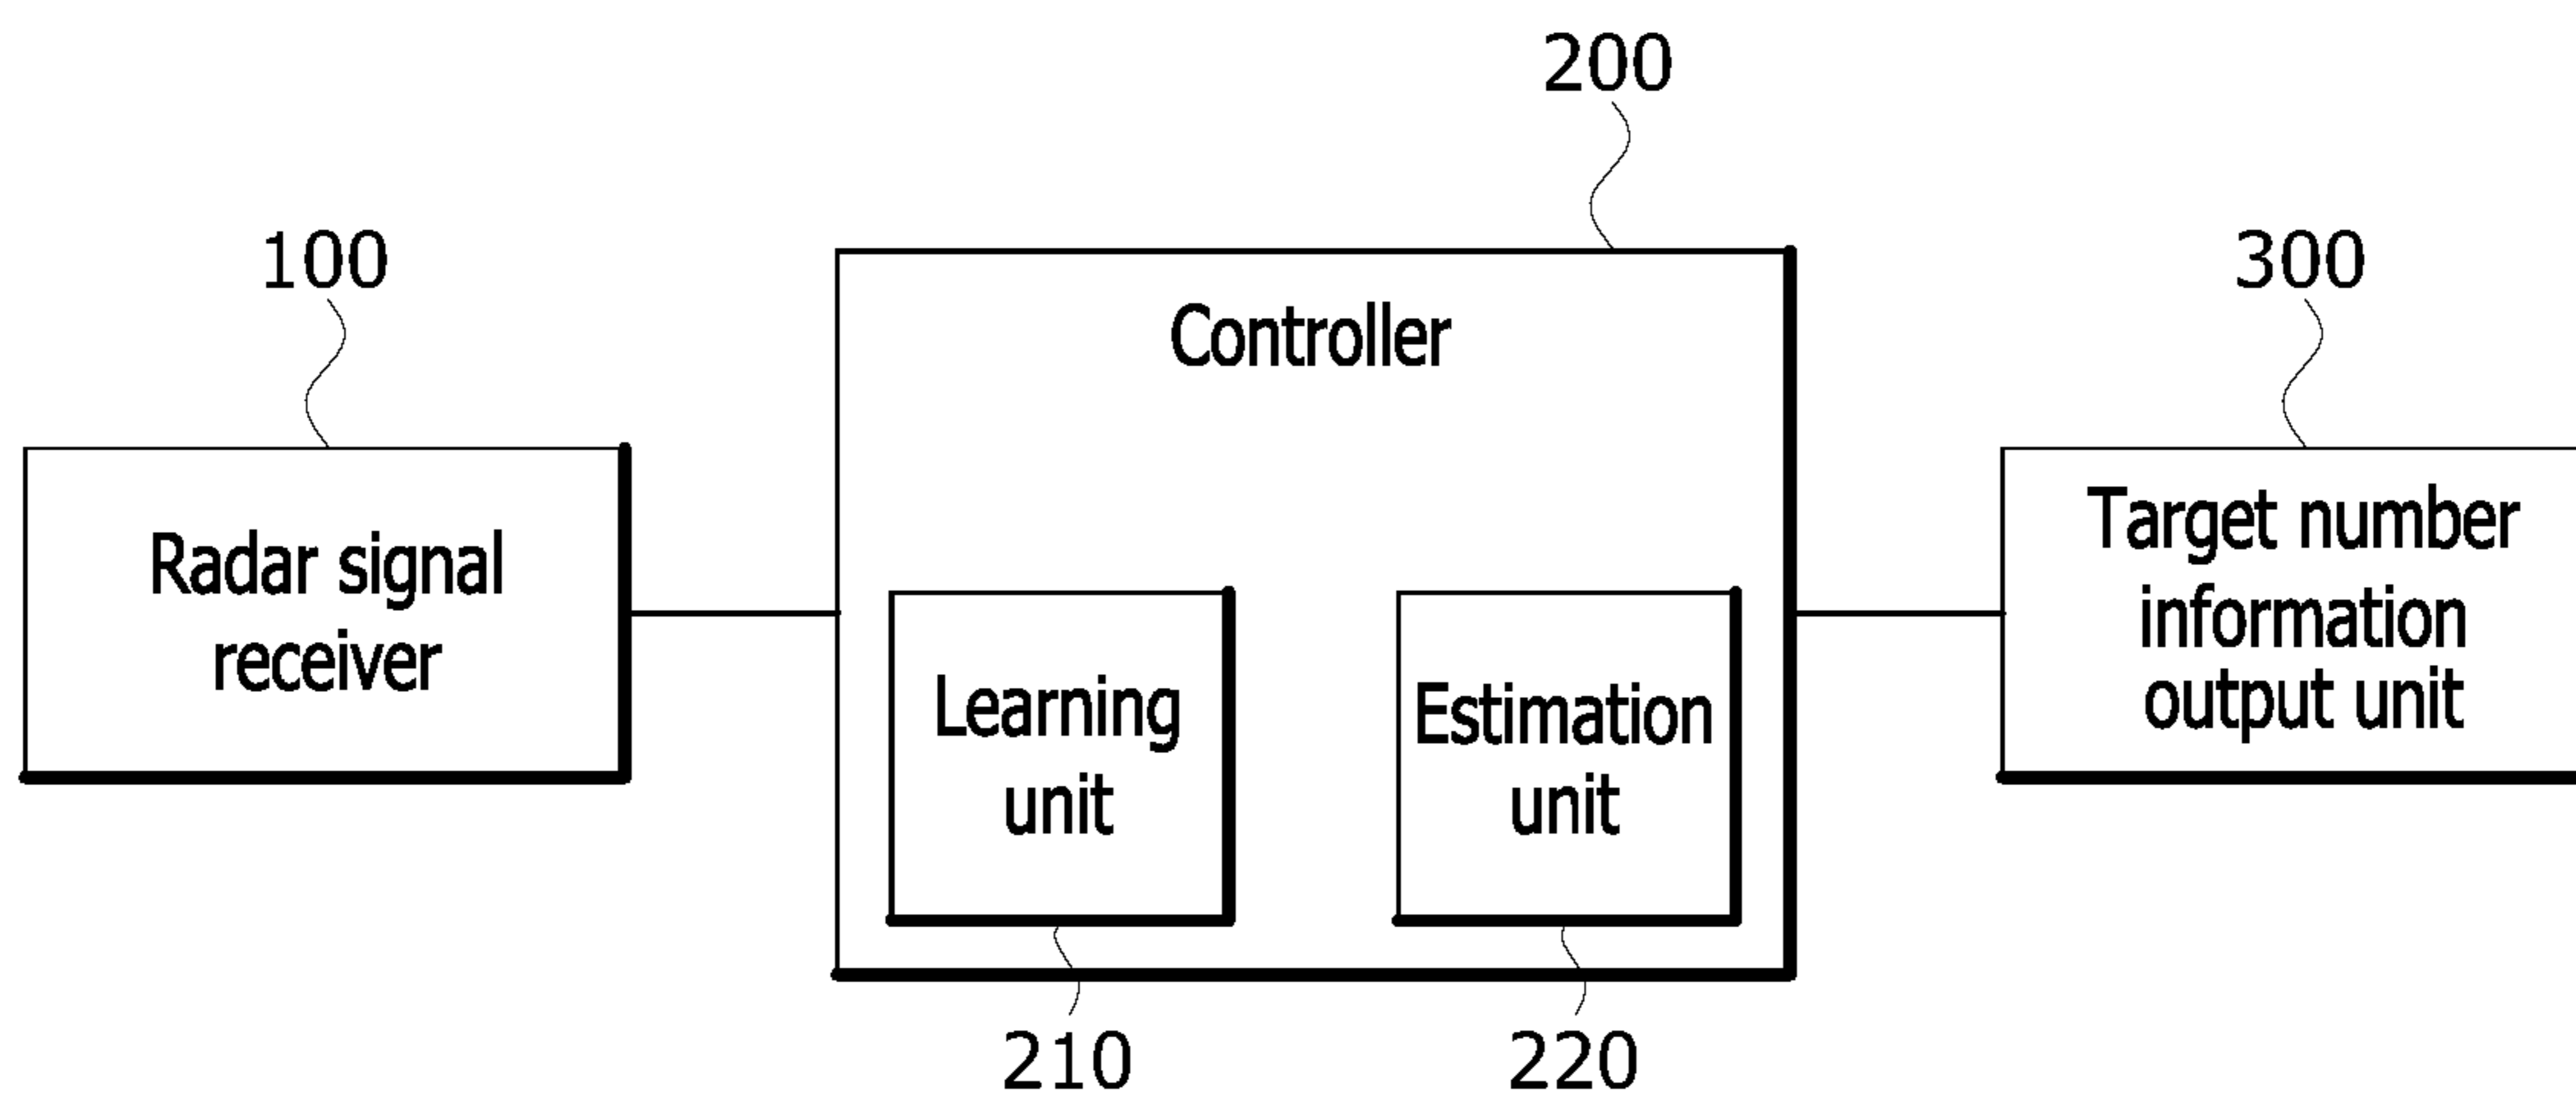 200
100
300
Controller
Radar signal
receiver
Learning
unit
Estimation
unit
Target number
information
output unit
210
220